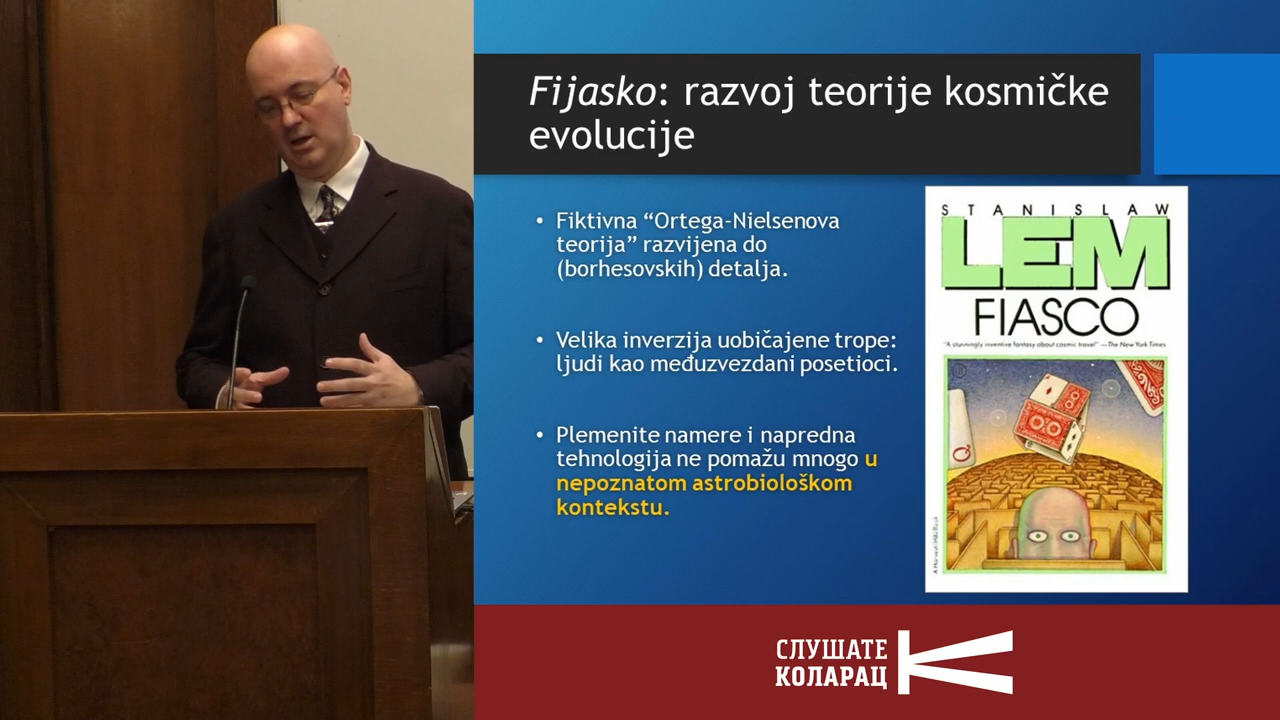 Fijasko: razvoj teorije kosmičke
evolucije
• Fiktivna “Ortega-Nielsenova
teorija” razvijena do
(borhesovskih) detalja.
• Velika inverzija uobičajene trope:
ljudi kao međuzvezdani posetioci.
• Plemenite namere i napredna
tehnologija ne pomažu mnogo u
nepoznatom astrobiološkom
kontekstu.
STANISLAW
LEM
FIASCO
"A stunningly inventive fantasy about cosmic travel" —The New York Times
Q
СЛУШАТЕ
КОЛАРАЦ